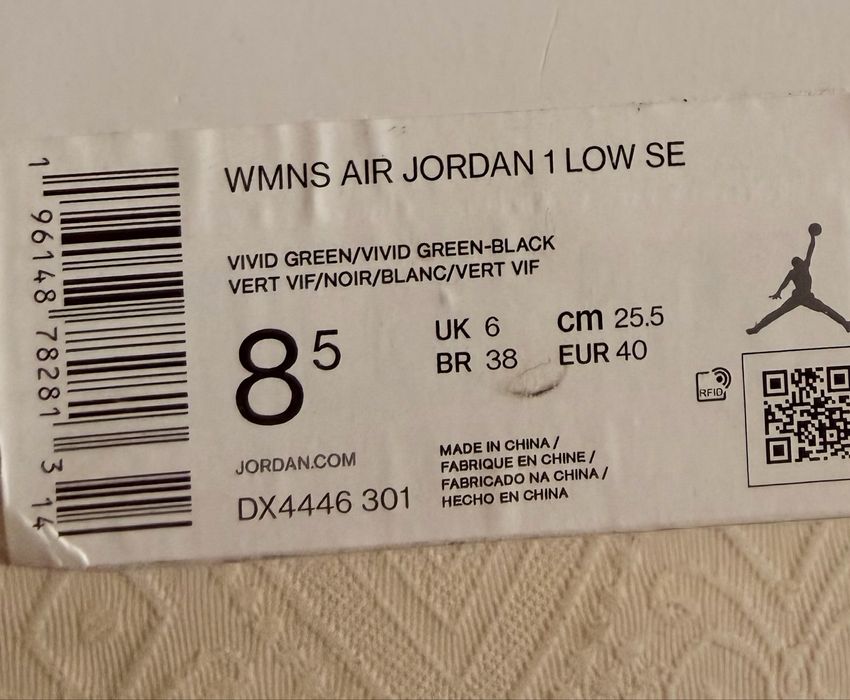 WMNS AIR JORDAN 1 LOW SE
VIVID GREEN/VIVID GREEN-BLACK
VERT VIF/NOIR/BLANC/VERT VIF
8 5
UK 6
cm 25.5
BR 38
EUR 40
RFID
JORDAN.COM
DX4446 301
MADE IN CHINA /
FABRIQUE EN CHINE /
FABRICADO NA CHINA /
HECHO EN CHINA
1 96148 78281 3 14